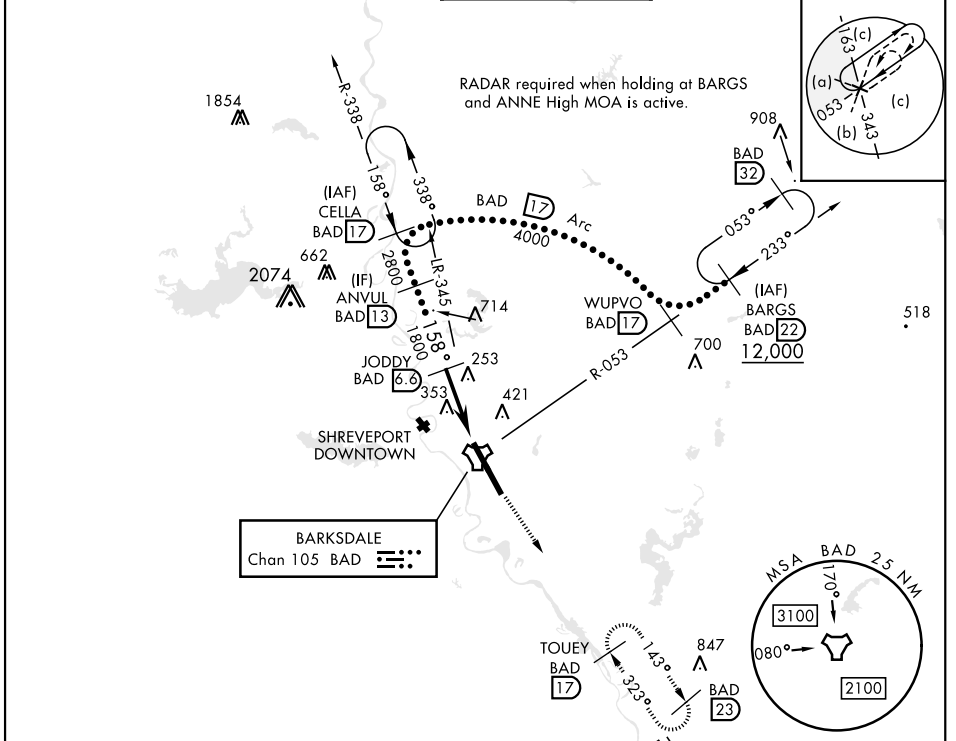 RADAR required when holding at BARGS
and ANNE High MOA is active.
163
(c)
(a)
(c)
053
(b)
343
1854
R-338
158°
338°
908
BAD
32
(IAF)
CELLA
BAD 17
BAD 17 Arc
4000
053°
233°
662
2074
2800
LR-345
(IF)
ANVUL
BAD 13
714
WUPVO
BAD 17
(IAF)
BARGS
BAD 22
12,000
518
158°
1800
JODDY
BAD 6.6
253
353
421
700
R-053
SHREVEPORT
DOWNTOWN
BARKSDALE
Chan 105 BAD
MSA BAD 25 NM
170°
3100
080°
2100
TOUEY
BAD
17
143°
323°
847
BAD
23